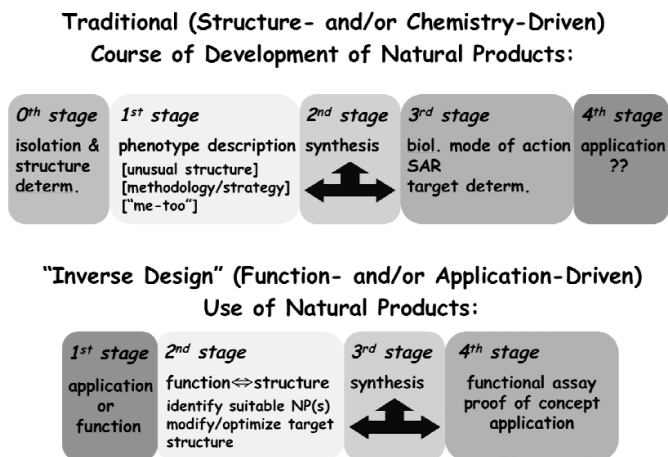 Traditional (Structure- and/or Chemistry-Driven)
Course of Development of Natural Products:
0th stage
isolation &
structure
determ.
1st stage
phenotype description
[unusual structure]
[methodology/strategy]
["me-too"]
2nd stage
synthesis
3rd stage
biol. mode of action
SAR
target determ.
4th stage
application
??
"Inverse Design" (Function- and/or Application-Driven)
Use of Natural Products:
1st stage
application
or
function
2nd stage
function⇔structure
identify suitable NP(s)
modify/optimize target
structure
3rd stage
synthesis
4th stage
functional assay
proof of concept
application